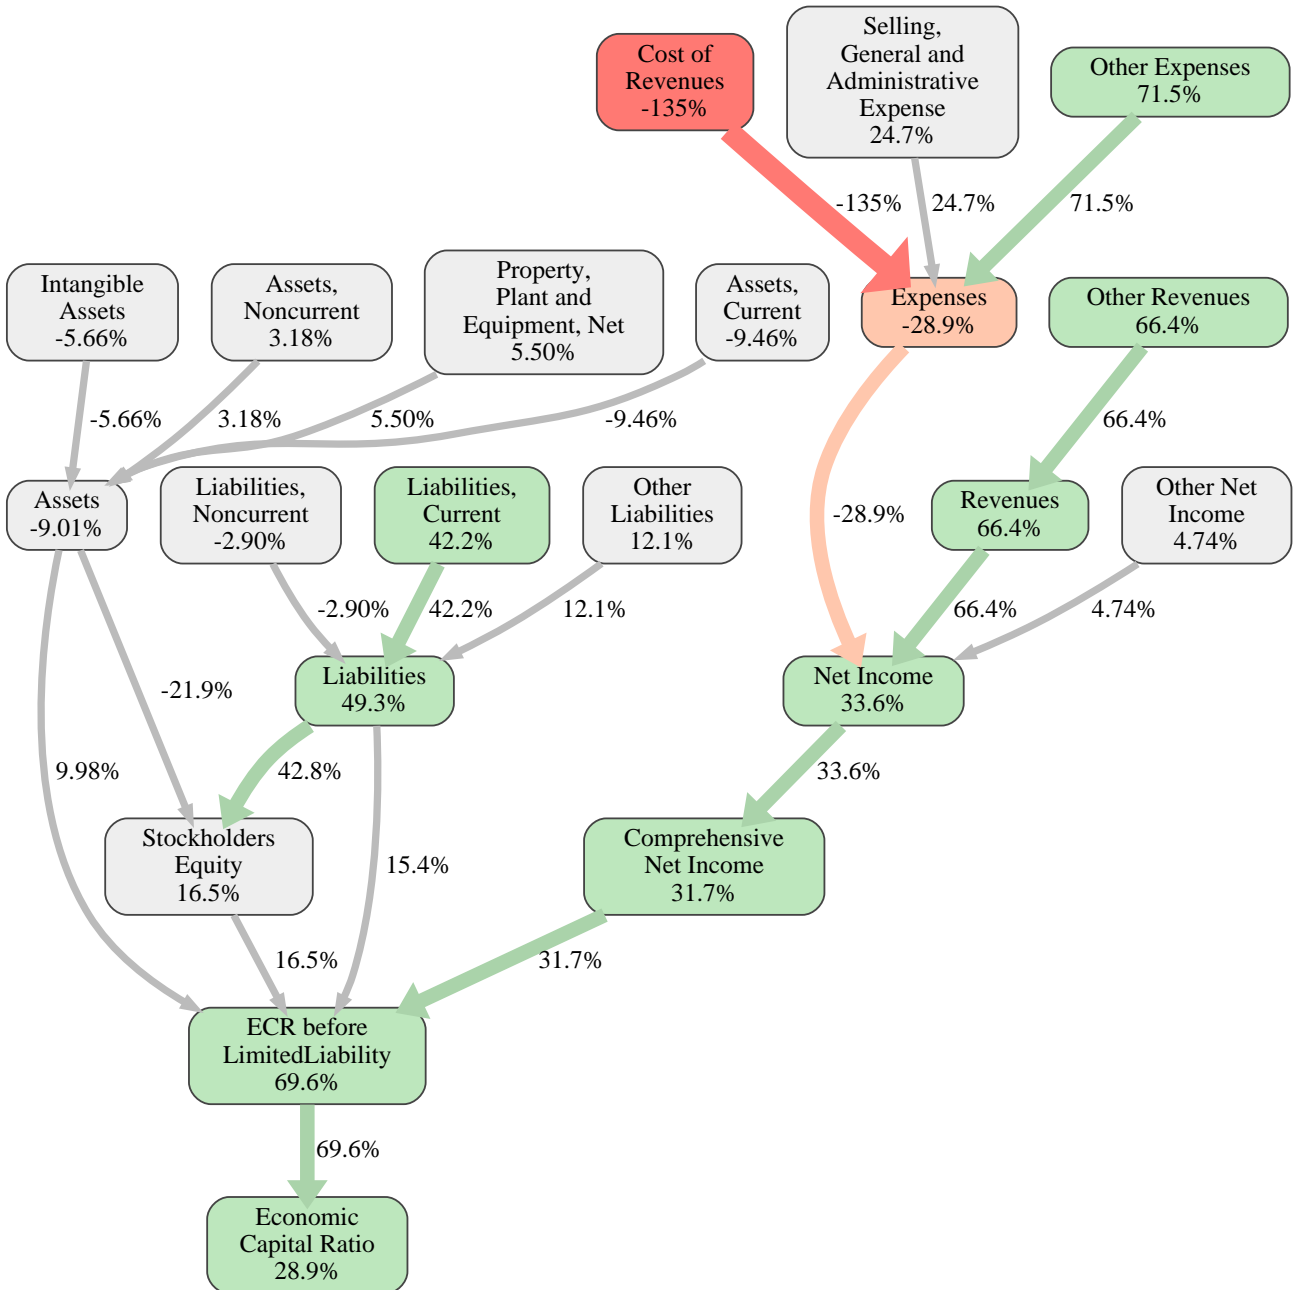 Cost of
Revenues
-135%
Selling,
General and
Administrative
Expense
24.7%
Other Expenses
71.5%
-135%
24.7%
71.5%
Intangible
Assets
-5.66%
Assets,
Noncurrent
3.18%
Property,
Plant and
Equipment, Net
5.50%
Assets,
Current
-9.46%
Expenses
-28.9%
Other Revenues
66.4%
-5.66%
3.18%
5.50%
-9.46%
66.4%
Assets
-9.01%
Liabilities,
Noncurrent
-2.90%
Liabilities,
Current
42.2%
Other
Liabilities
12.1%
-28.9%
Revenues
66.4%
Other Net
Income
4.74%
-2.90%
42.2%
12.1%
66.4%
4.74%
-21.9%
Liabilities
49.3%
Net Income
33.6%
9.98%
42.8%
33.6%
Stockholders
Equity
16.5%
15.4%
Comprehensive
Net Income
31.7%
16.5%
31.7%
ECR before
LimitedLiability
69.6%
69.6%
Economic
Capital Ratio
28.9%